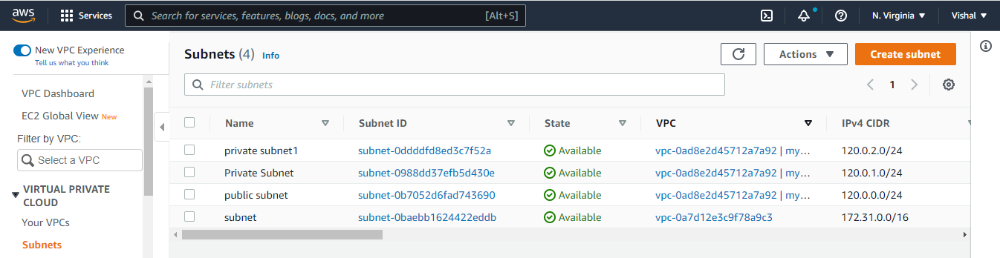 aws Services Search for services, features, blogs, docs, and more [Alt+S] N. Virginia Vishal
New VPC Experience
Tell us what you think
VPC Dashboard
EC2 Global View New
Filter by VPC:
Select a VPC
VIRTUAL PRIVATE
CLOUD
Your VPCs
Subnets
Subnets (4) Info Actions Create subnet
Filter subnets 1
Name Subnet ID State VPC IPv4 CIDR
private subnet1 subnet-0ddddfd8ed3c7f52a Available vpc-0ad8e2d45712a7a92 | my... 120.0.2.0/24
Private Subnet subnet-0988dd37efb5d430e Available vpc-0ad8e2d45712a7a92 | my... 120.0.1.0/24
public subnet subnet-0b7052d6fad743690 Available vpc-0ad8e2d45712a7a92 | my... 120.0.0.0/24
subnet subnet-0baebb1624422eddb Available vpc-0a7d12e3c9f78a9c3 172.31.0.0/16